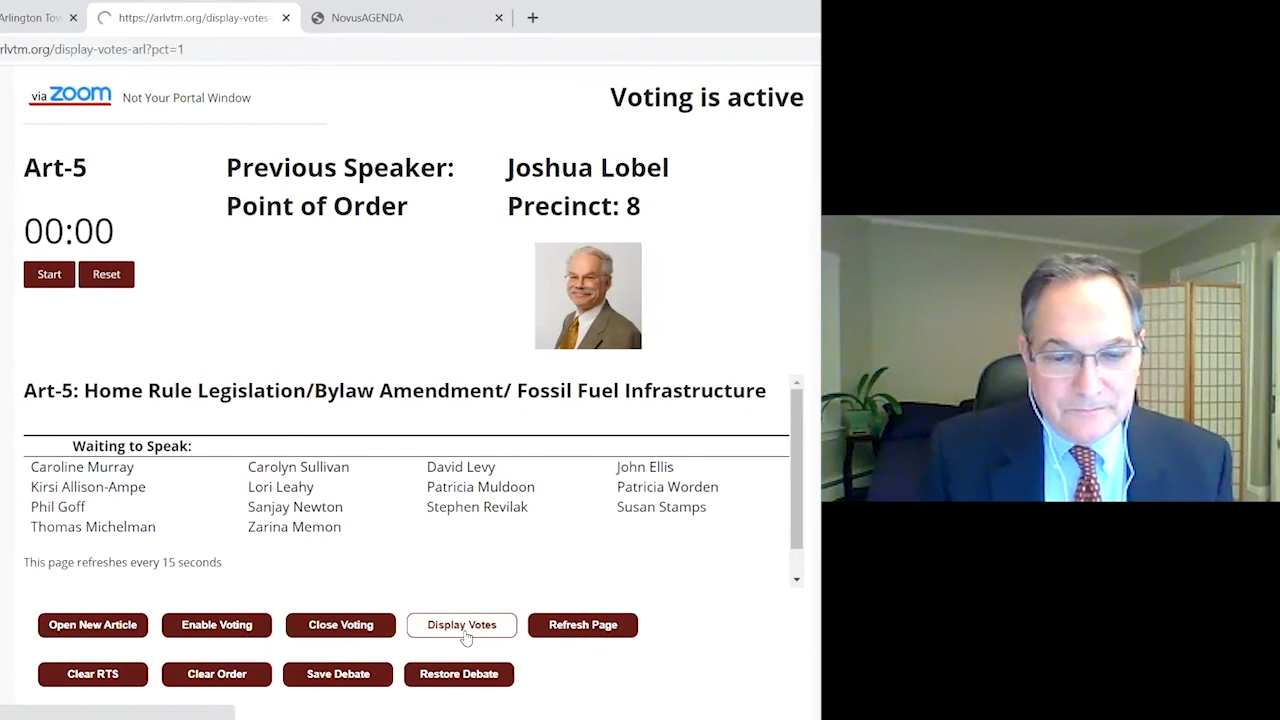 Arlington Tow
https://arlvtm.org/display-votes-
NovusAGENDA
rlvtm.org/display-votes-arl?pct=1
via zoom Not Your Portal Window
Voting is active
Art-5
Previous Speaker: Joshua Lobel
Point of Order Precinct: 8
00:00
Start Reset
Art-5: Home Rule Legislation/Bylaw Amendment/ Fossil Fuel Infrastructure
Waiting to Speak:
Caroline Murray Carolyn Sullivan David Levy John Ellis
Kirsi Allison-Ampe Lori Leahy Patricia Muldoon Patricia Worden
Phil Goff Sanjay Newton Stephen Revilak Susan Stamps
Thomas Michelman Zarina Memon
This page refreshes every 15 seconds
Open New Article Enable Voting Close Voting Display Votes Refresh Page
Clear RTS Clear Order Save Debate Restore Debate